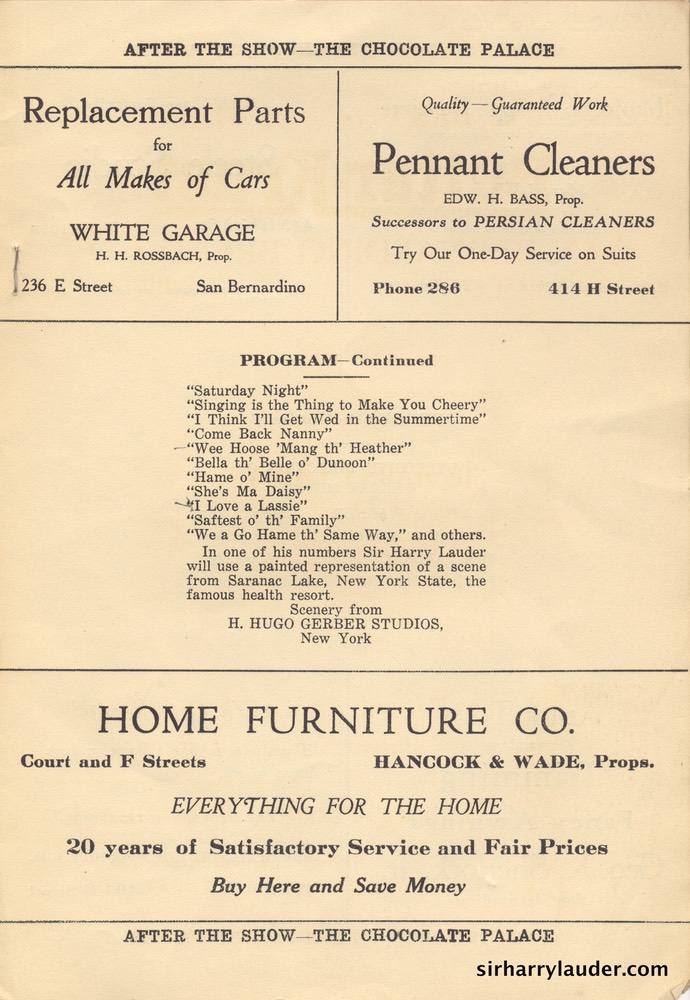 AFTER THE SHOW—THE CHOCOLATE PALACE
Replacement Parts
for
All Makes of Cars
WHITE GARAGE
H. H. ROSSBACH, Prop.
236 E Street San Bernardino
Quality — Guaranteed Work
Pennant Cleaners
EDW. H. BASS, Prop.
Successors to PERSIAN CLEANERS
Try Our One-Day Service on Suits
Phone 286 414 H Street
PROGRAM—Continued
“Saturday Night”
“Singing is the Thing to Make You Cheery”
“I Think I’ll Get Wed in the Summertime”
“Come Back Nanny”
“Wee Hoose ’Mang th’ Heather”
“Bella th’ Belle o’ Dunoon”
“Hame o’ Mine”
“She’s Ma Daisy”
“I Love a Lassie”
“Saftest o’ th’ Family”
“We a Go Hame th’ Same Way,” and others.
In one of his numbers Sir Harry Lauder
will use a painted representation of a scene
from Saranac Lake, New York State, the
famous health resort.
Scenery from
H. HUGO GERBER STUDIOS,
New York
HOME FURNITURE CO.
Court and F Streets HANCOCK & WADE, Props.
EVERYTHING FOR THE HOME
20 years of Satisfactory Service and Fair Prices
Buy Here and Save Money
AFTER THE SHOW—THE CHOCOLATE PALACE
sirharrylauder.com